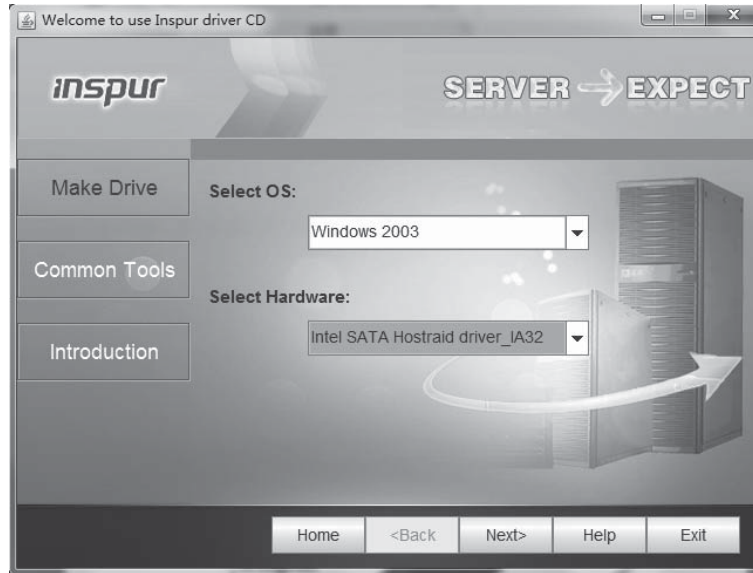 Welcome to use Inspur driver CD
inspur
SERVER EXPECT
Make Drive
Select OS:
Windows 2003
Common Tools
Select Hardware:
Intel SATA Hostraid driver_IA32
Introduction
Home
<Back
Next>
Help
Exit